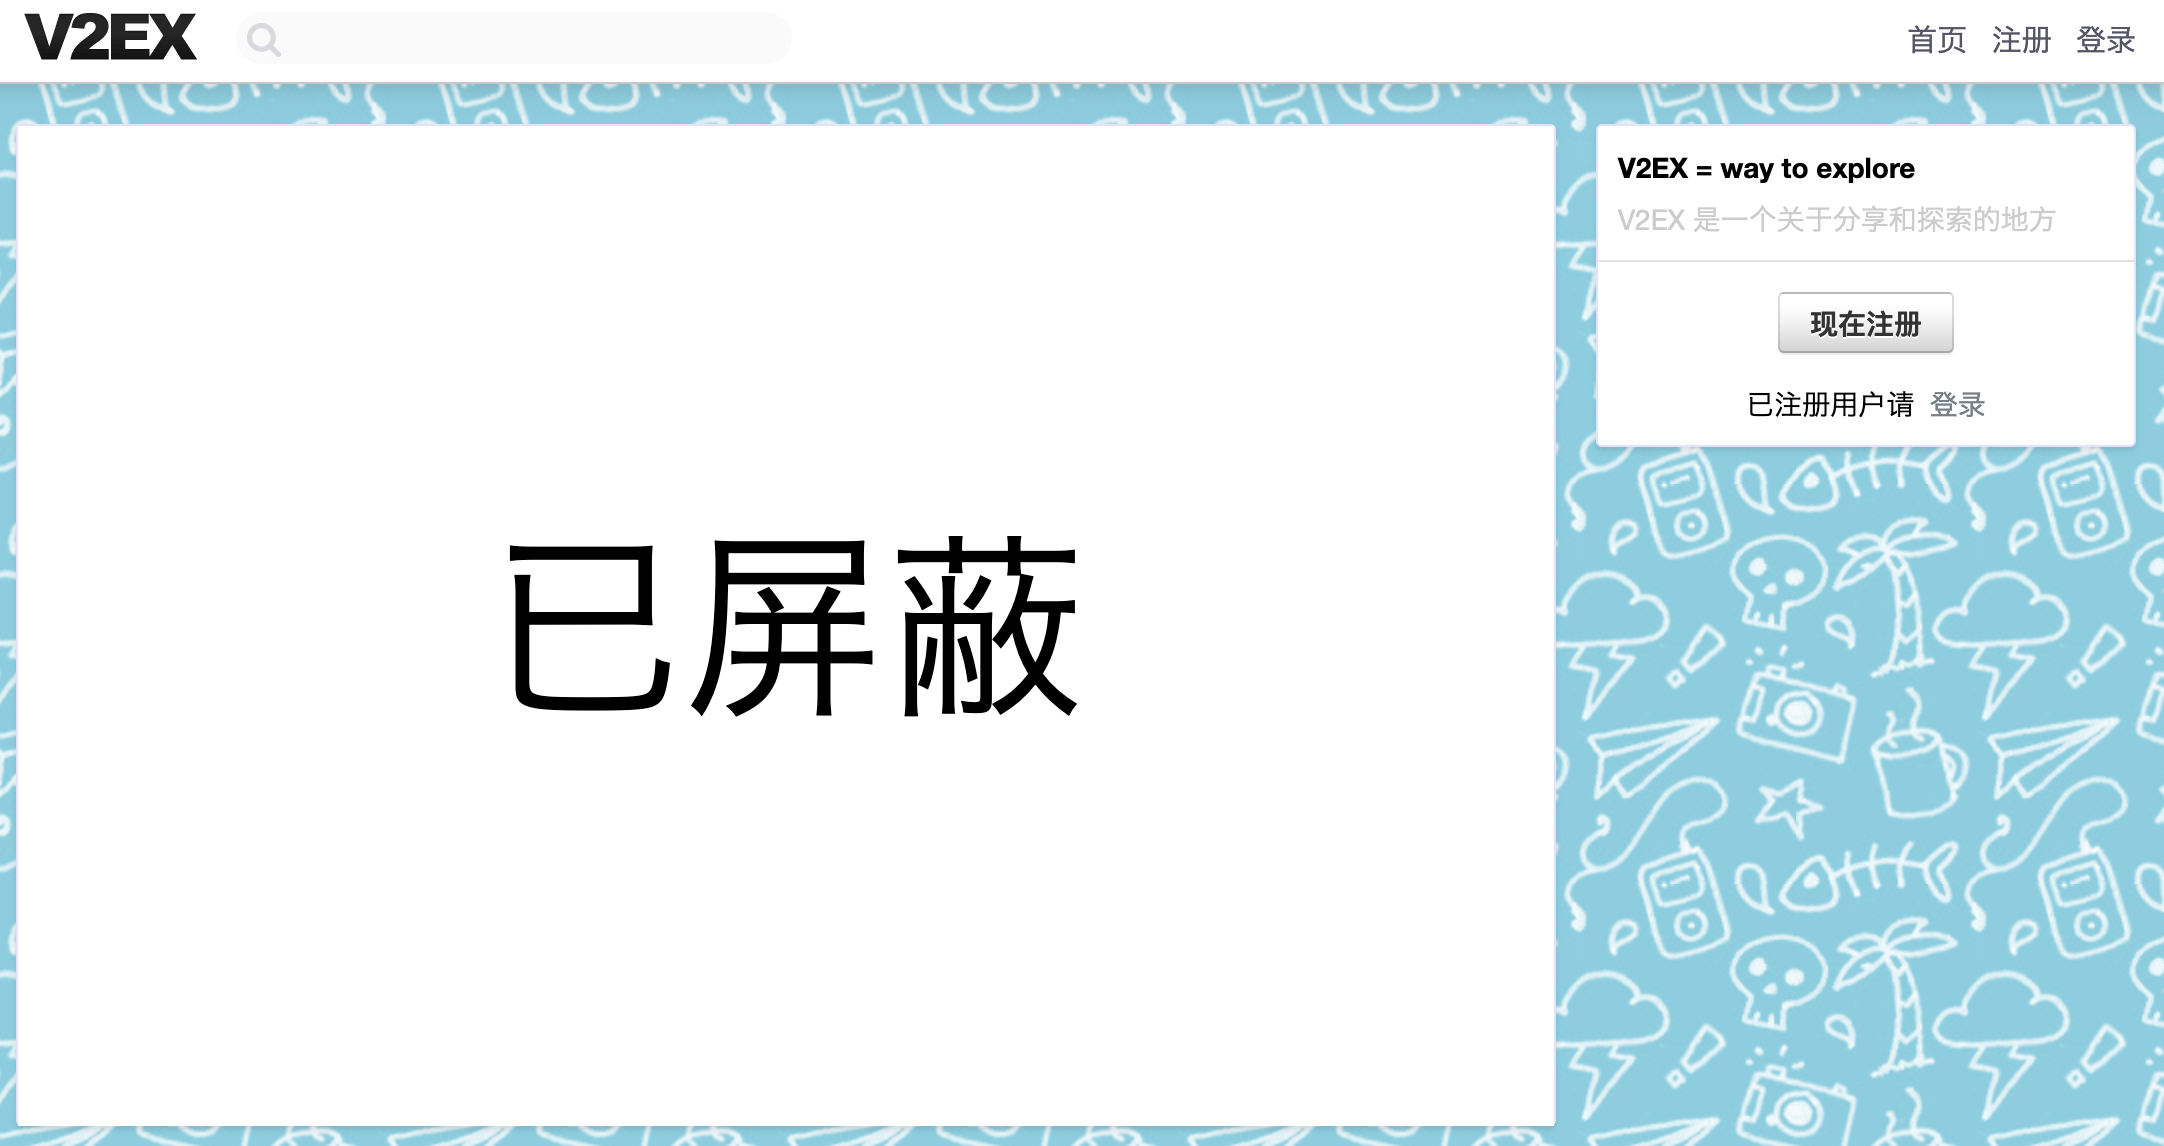 V2EX
首页 注册 登录
已屏蔽
V2EX = way to explore
V2EX 是一个关于分享和探索的地方
现在注册
已注册用户请 登录